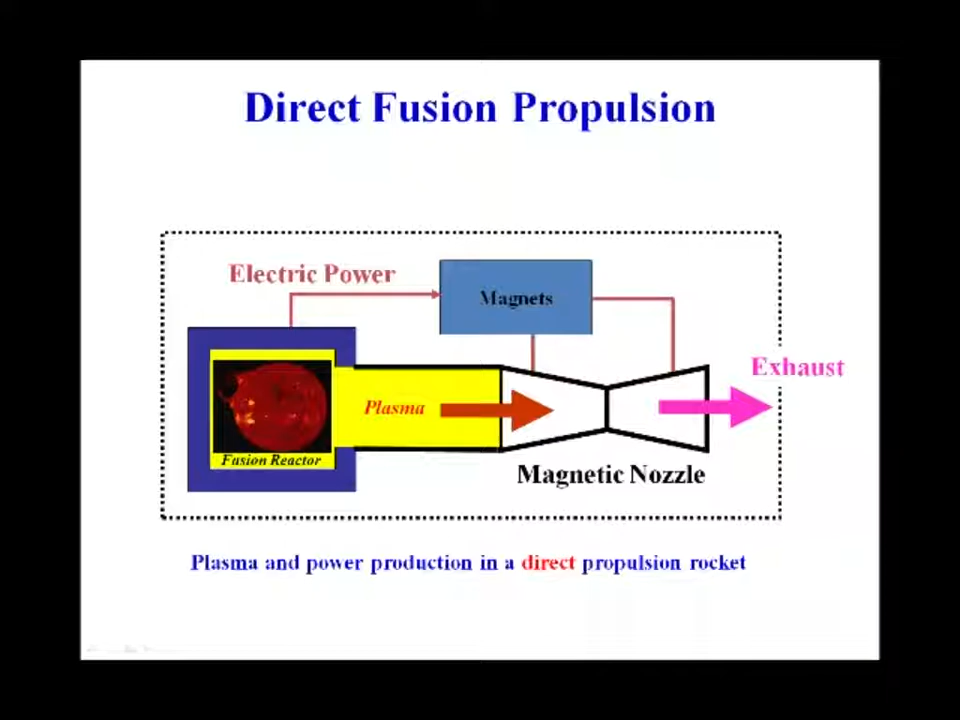 Direct Fusion Propulsion
Electric Power
Magnets
Exhaust
Plasma
Fusion Reactor
Magnetic Nozzle
Plasma and power production in a direct propulsion rocket